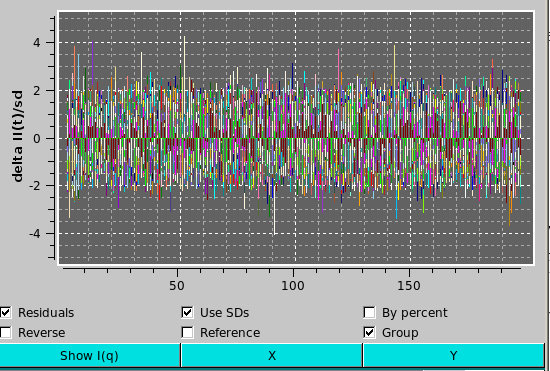 delta II(t)/sd
4
2
0
-2
-4
50 100 150
Residuals Use SDs By percent
Reverse Reference Group
Show I(q) X Y